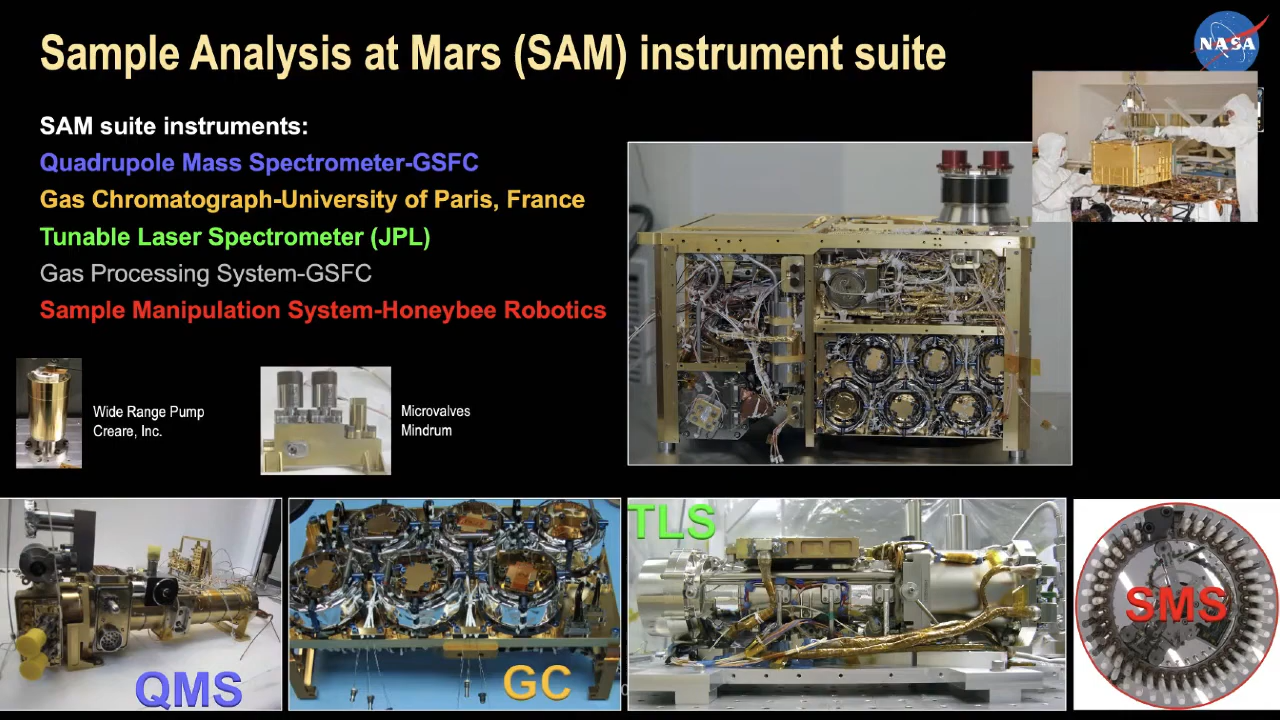 Sample Analysis at Mars (SAM) instrument suite
NASA
SAM suite instruments:
Quadrupole Mass Spectrometer-GSFC
Gas Chromatograph-University of Paris, France
Tunable Laser Spectrometer (JPL)
Gas Processing System-GSFC
Sample Manipulation System-Honeybee Robotics
Wide Range Pump
Creare, Inc.
Microvalves
Mindrum
QMS
GC
TLS
SMS